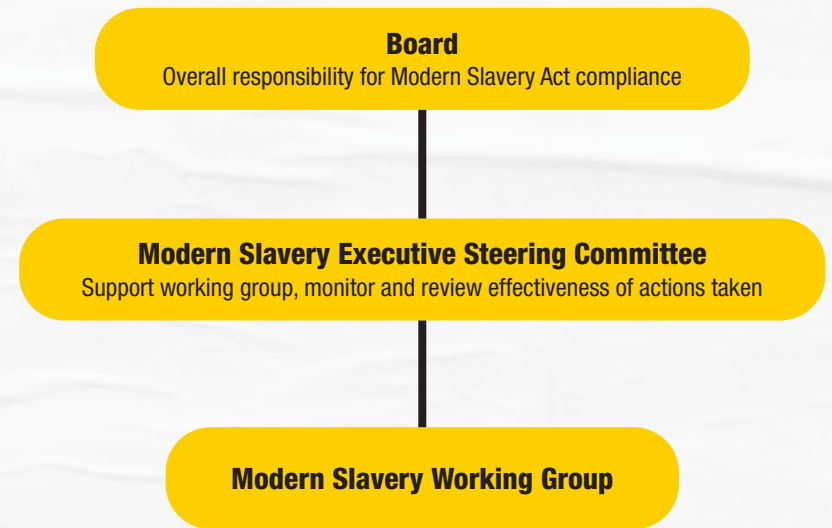 Board
Overall responsibility for Modern Slavery Act compliance
Modern Slavery Executive Steering Committee
Support working group, monitor and review effectiveness of actions taken
Modern Slavery Working Group